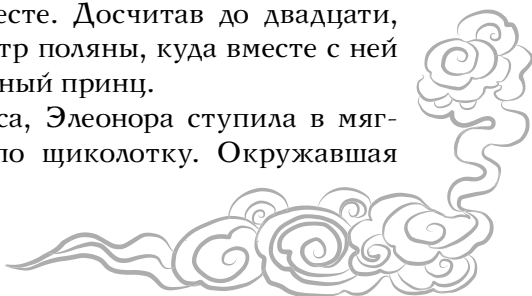 есте. Досчитав до двадцати,
тр поляны, куда вместе с ней
ный принц.
са, Элеонора ступила в мяг-
по щиколотку. Окружавшая